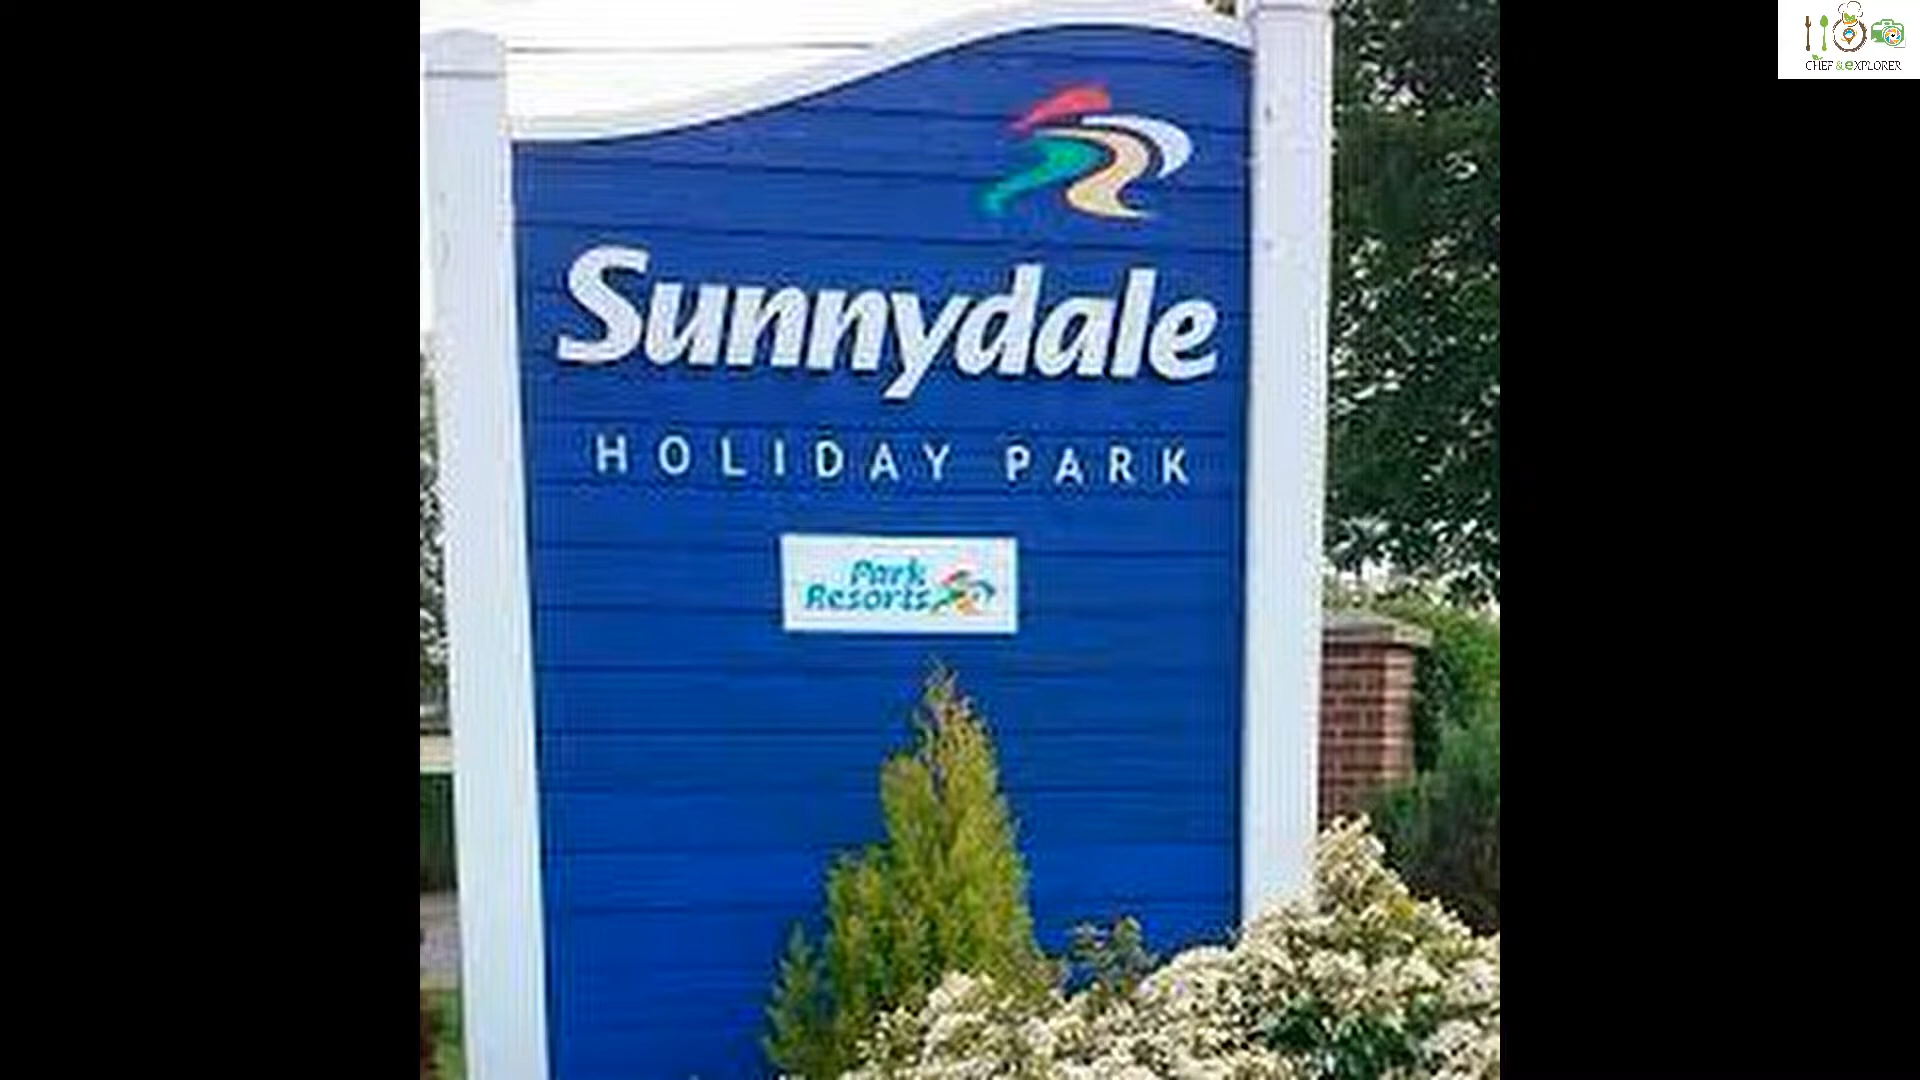 CHEF & EXPLORER
Sunnydale
HOLIDAY PARK
Park
Resorts